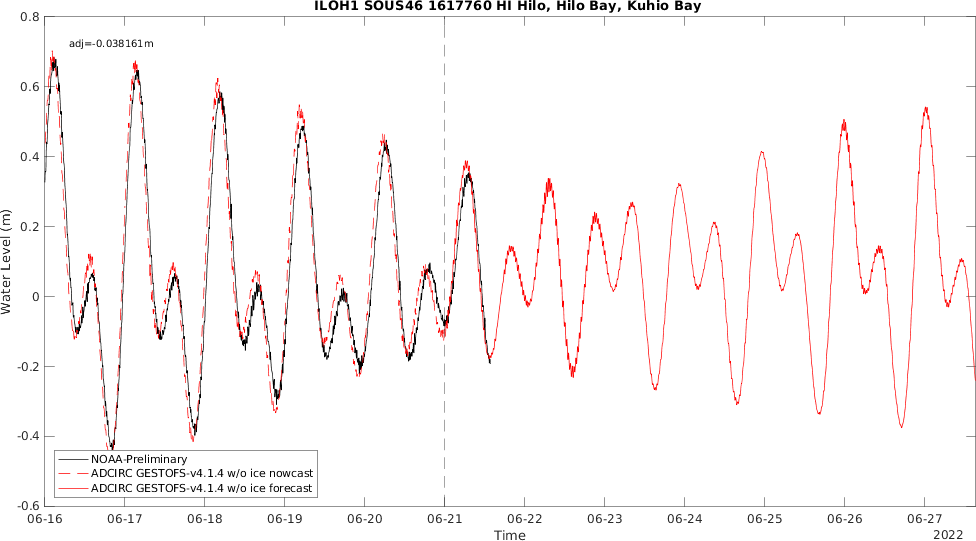 ILOH1 SOUS46 1617760 HI Hilo, Hilo Bay, Kuhio Bay
adj=-0.038161m
0.8
0.6
0.4
0.2
0
-0.2
-0.4
-0.6
Water Level (m)
NOAA-Preliminary
ADCIRC GESTOFS-v4.1.4 w/o ice nowcast
ADCIRC GESTOFS-v4.1.4 w/o ice forecast
06-16 06-17 06-18 06-19 06-20 06-21 06-22 06-23 06-24 06-25 06-26 06-27
Time
2022